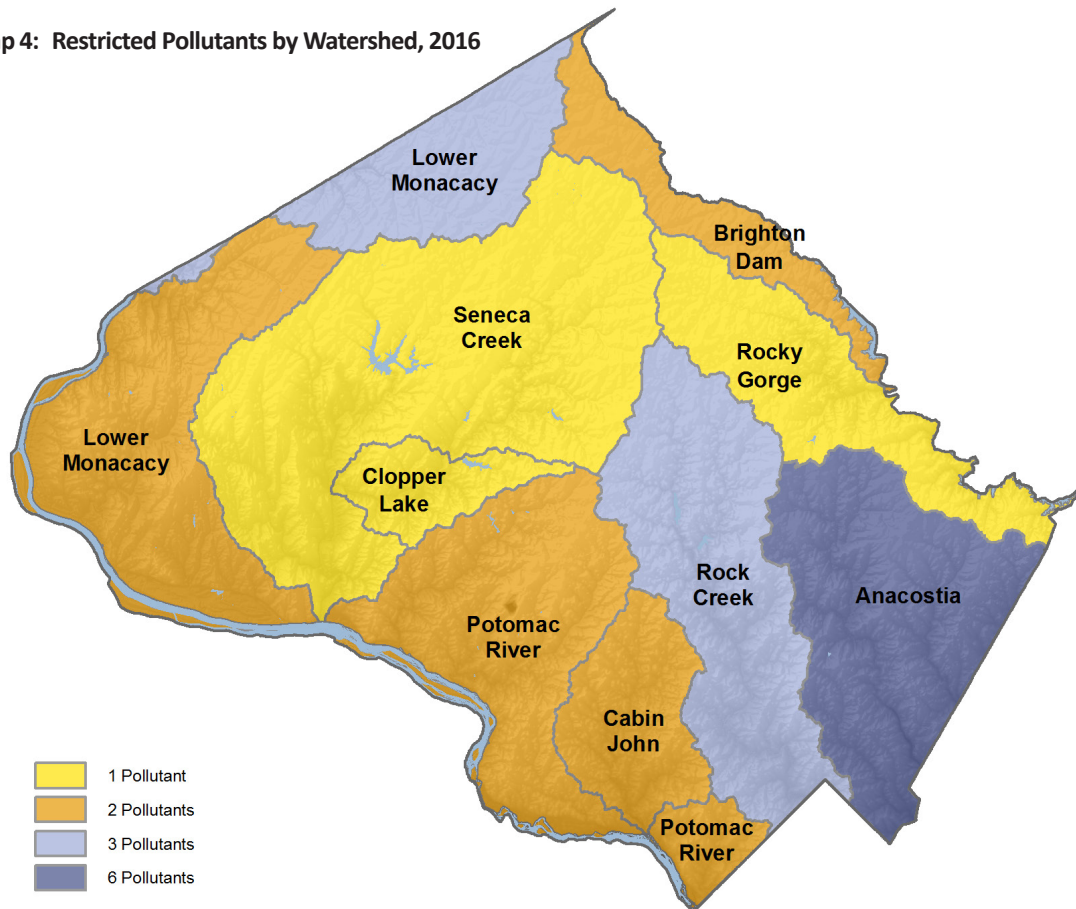 p 4: Restricted Pollutants by Watershed, 2016
Lower
Monacacy
Brighton
Dam
Seneca
Creek
Rocky
Gorge
Lower
Monacacy
Clopper
Lake
Rock
Creek
Anacostia
Potomac
River
Cabin
John
Potomac
River
1 Pollutant
2 Pollutants
3 Pollutants
6 Pollutants